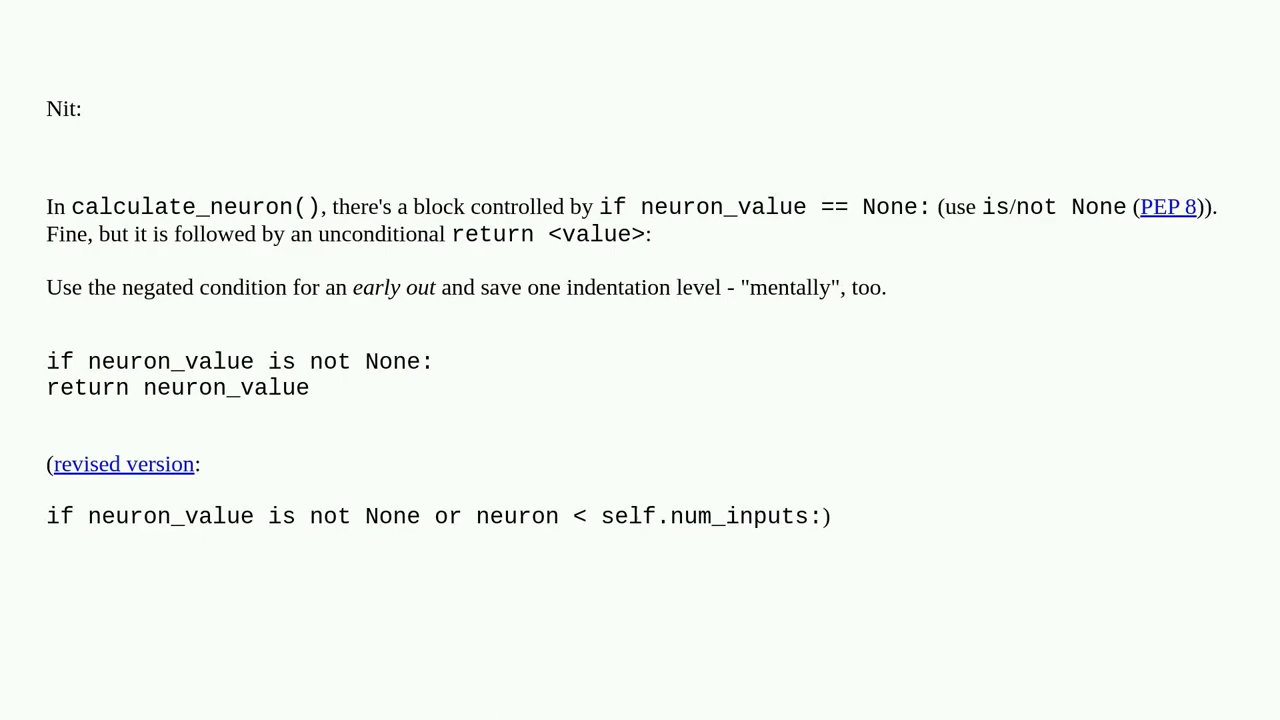 Nit:
In calculate_neuron(), there's a block controlled by if neuron_value == None: (use is/not None (PEP 8)).
Fine, but it is followed by an unconditional return <value>:
Use the negated condition for an early out and save one indentation level - "mentally", too.
if neuron_value is not None:
return neuron_value
(revised version:
if neuron_value is not None or neuron < self.num_inputs:)